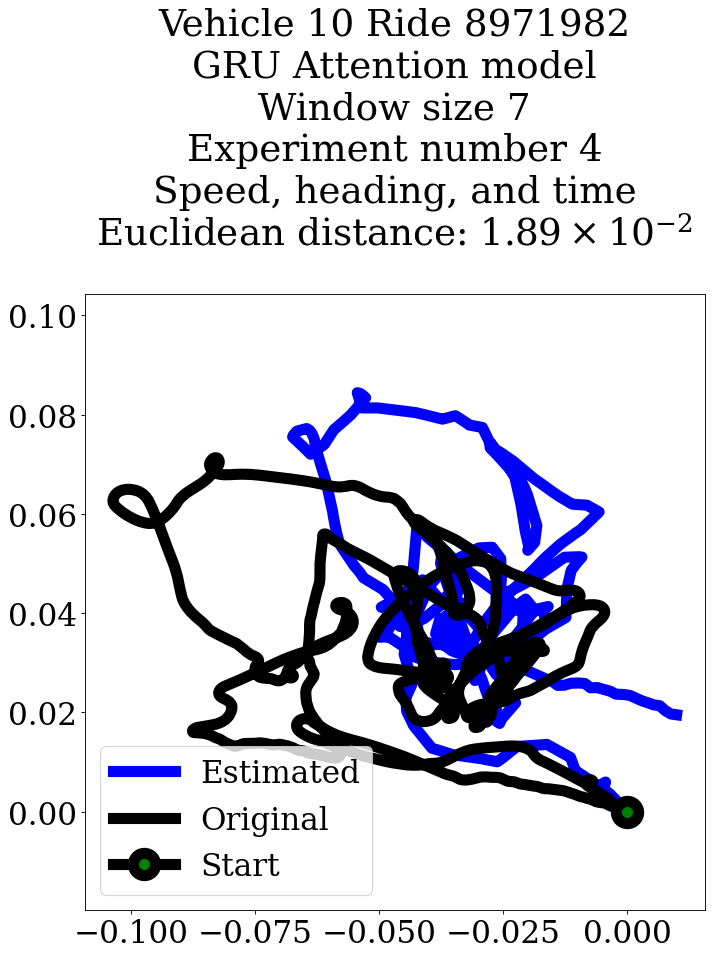 Vehicle 10 Ride 8971982
GRU Attention model
Window size 7
Experiment number 4
Speed, heading, and time
Euclidean distance: 1.89 × 10⁻²
0.10
0.08
0.06
0.04
0.02
0.00
Estimated
Original
Start
−0.100 −0.075 −0.050 −0.025 0.000